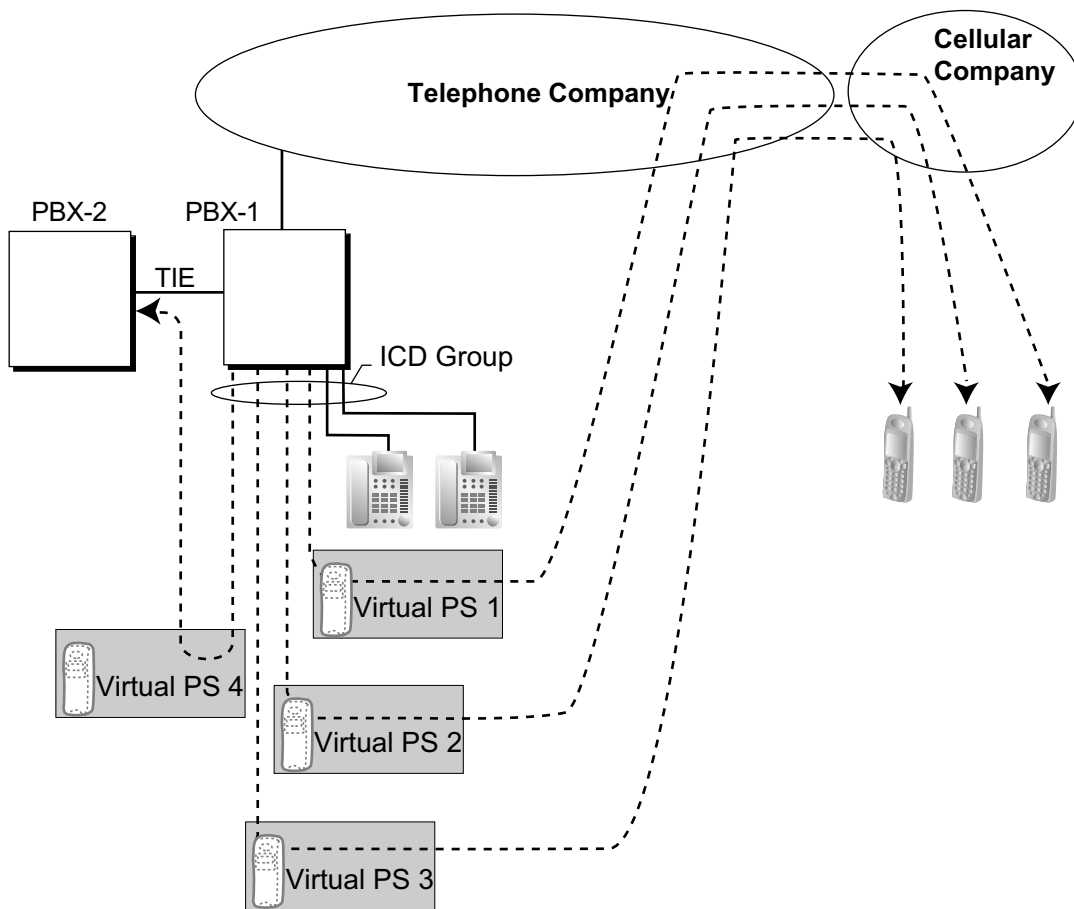 Cellular
Company
Telephone Company
PBX-2
PBX-1
TIE
ICD Group
Virtual PS 1
Virtual PS 4
Virtual PS 2
Virtual PS 3